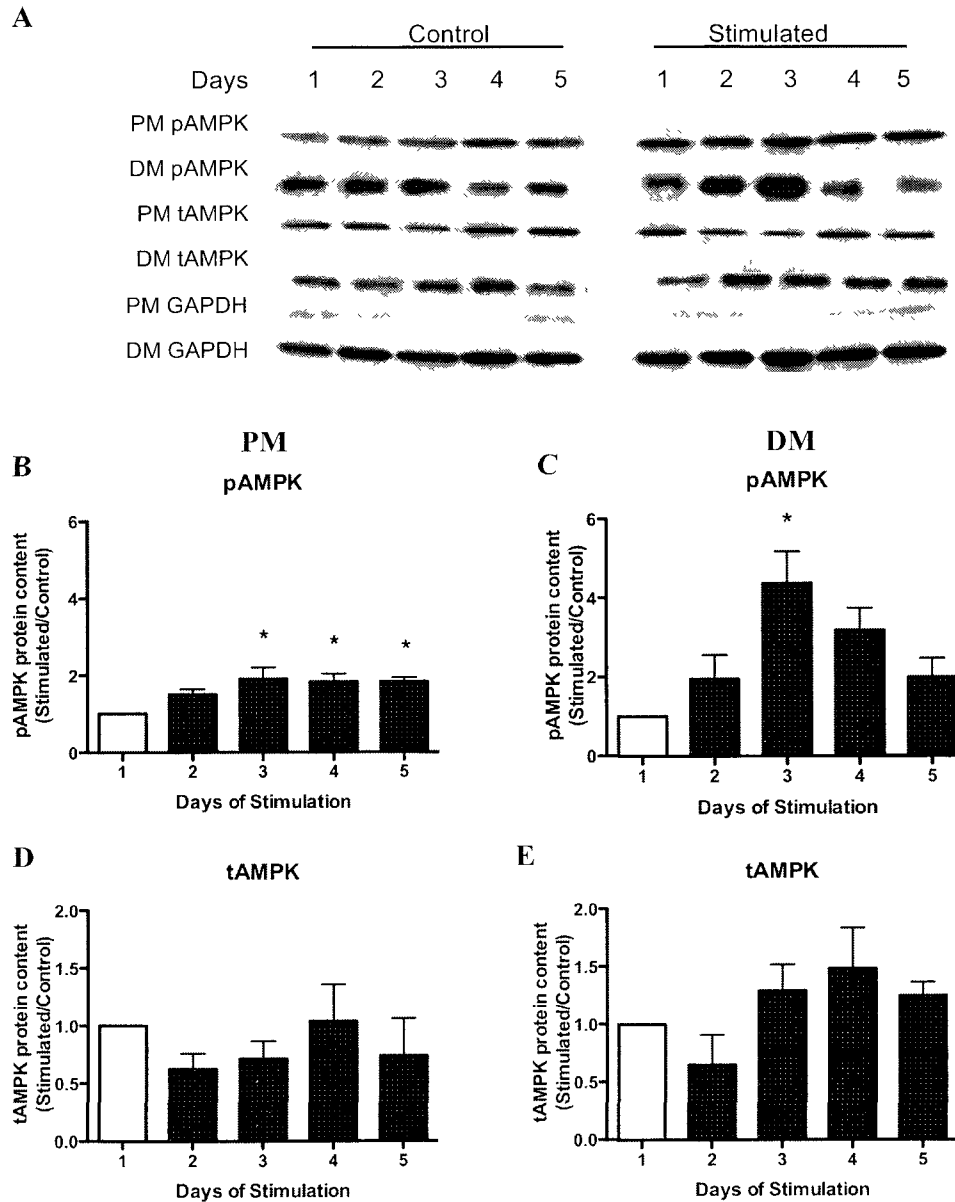 A
Control Stimulated
Days 1 2 3 4 5 1 2 3 4 5
PM pAMPK
DM pAMPK
PM tAMPK
DM tAMPK
PM GAPDH
DM GAPDH
PM DM
B pAMPK
pAMPK protein content
(Stimulated/Control)
6
4
2
0
* * *
1 2 3 4 5
Days of Stimulation
C pAMPK
pAMPK protein content
(Stimulated/Control)
6
4
2
0
*
1 2 3 4 5
Days of Stimulation
D tAMPK
tAMPK protein content
(Stimulated/Control)
2.0
1.5
1.0
0.5
0.0
1 2 3 4 5
Days of Stimulation
E tAMPK
tAMPK protein content
(Stimulated/Control)
2.0
1.5
1.0
0.5
0.0
1 2 3 4 5
Days of Stimulation